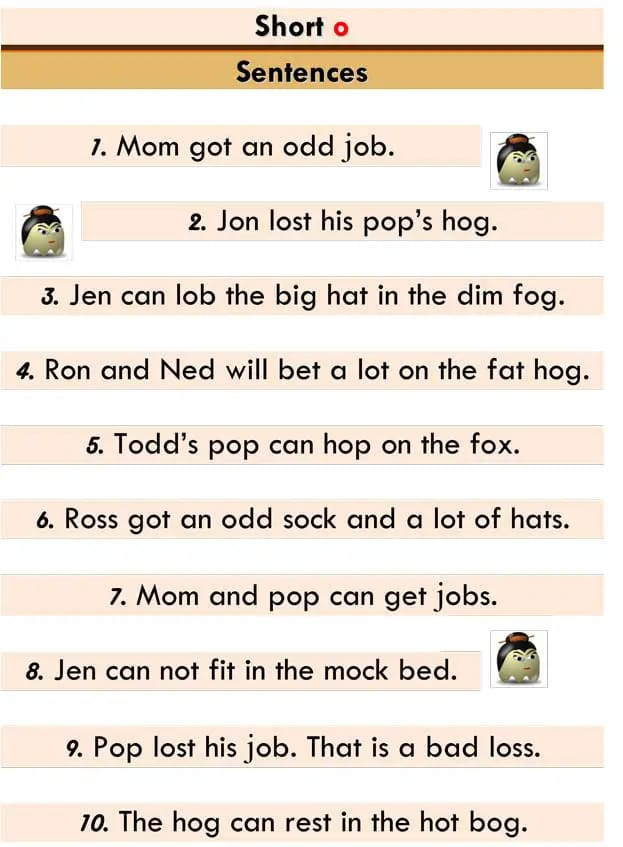 Short o
Sentences
1. Mom got an odd job.
2. Jon lost his pop’s hog.
3. Jen can lob the big hat in the dim fog.
4. Ron and Ned will bet a lot on the fat hog.
5. Todd’s pop can hop on the fox.
6. Ross got an odd sock and a lot of hats.
7. Mom and pop can get jobs.
8. Jen can not fit in the mock bed.
9. Pop lost his job. That is a bad loss.
10. The hog can rest in the hot bog.